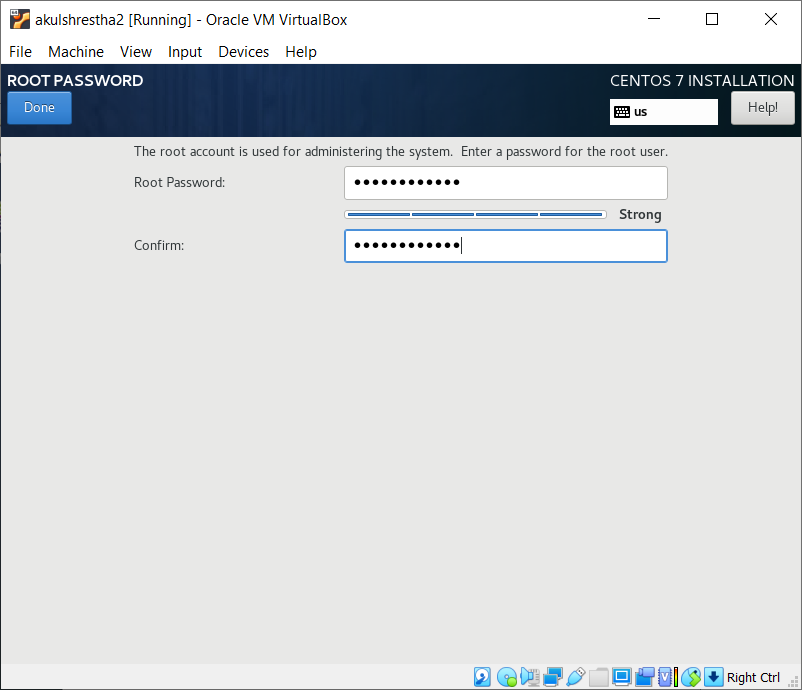 akulshrestha2 [Running] - Oracle VM VirtualBox
File Machine View Input Devices Help
ROOT PASSWORD
CENTOS 7 INSTALLATION
Done
us
Help!
The root account is used for administering the system. Enter a password for the root user.
Root Password: ••••••••••••
Strong
Confirm: ••••••••••••
Right Ctrl